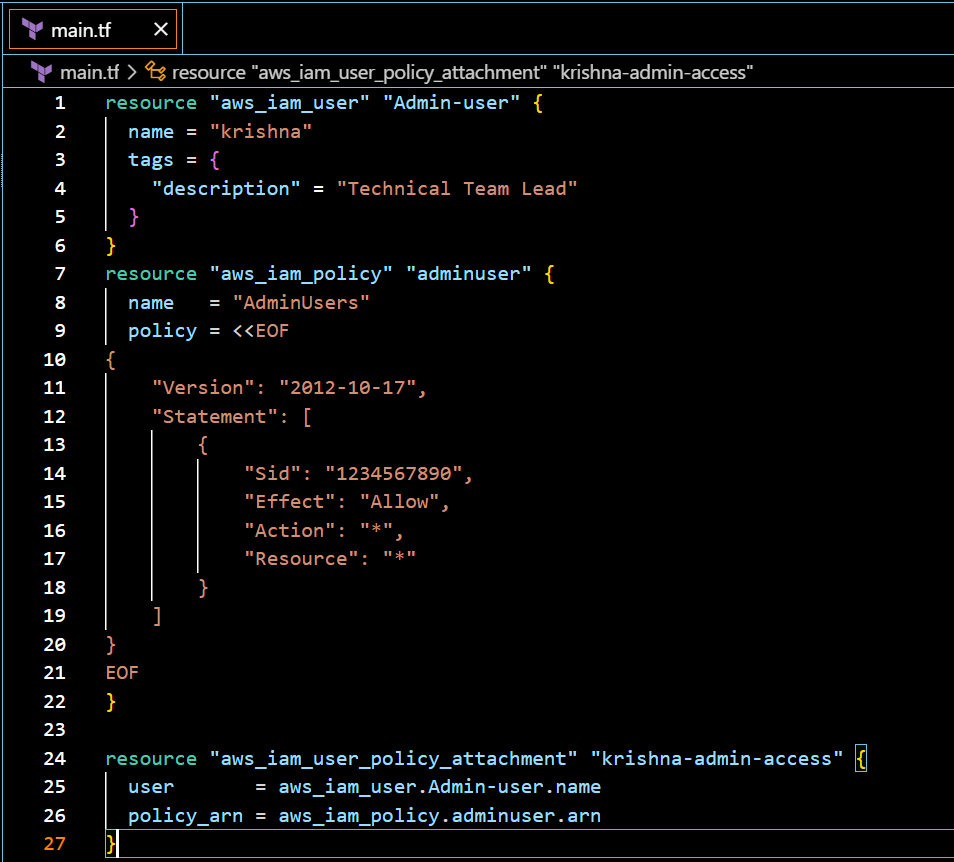 main.tf
main.tf > resource "aws_iam_user_policy_attachment" "krishna-admin-access"
1 resource "aws_iam_user" "Admin-user" {
2   name = "krishna"
3   tags = {
4     "description" = "Technical Team Lead"
5   }
6 }
7 resource "aws_iam_policy" "adminuser" {
8   name   = "AdminUsers"
9   policy = <<EOF
10 {
11     "Version": "2012-10-17",
12     "Statement": [
13         {
14             "Sid": "1234567890",
15             "Effect": "Allow",
16             "Action": "*",
17             "Resource": "*"
18         }
19     ]
20 }
21 EOF
22 }
23
24 resource "aws_iam_user_policy_attachment" "krishna-admin-access" {
25   user       = aws_iam_user.Admin-user.name
26   policy_arn = aws_iam_policy.adminuser.arn
27 }